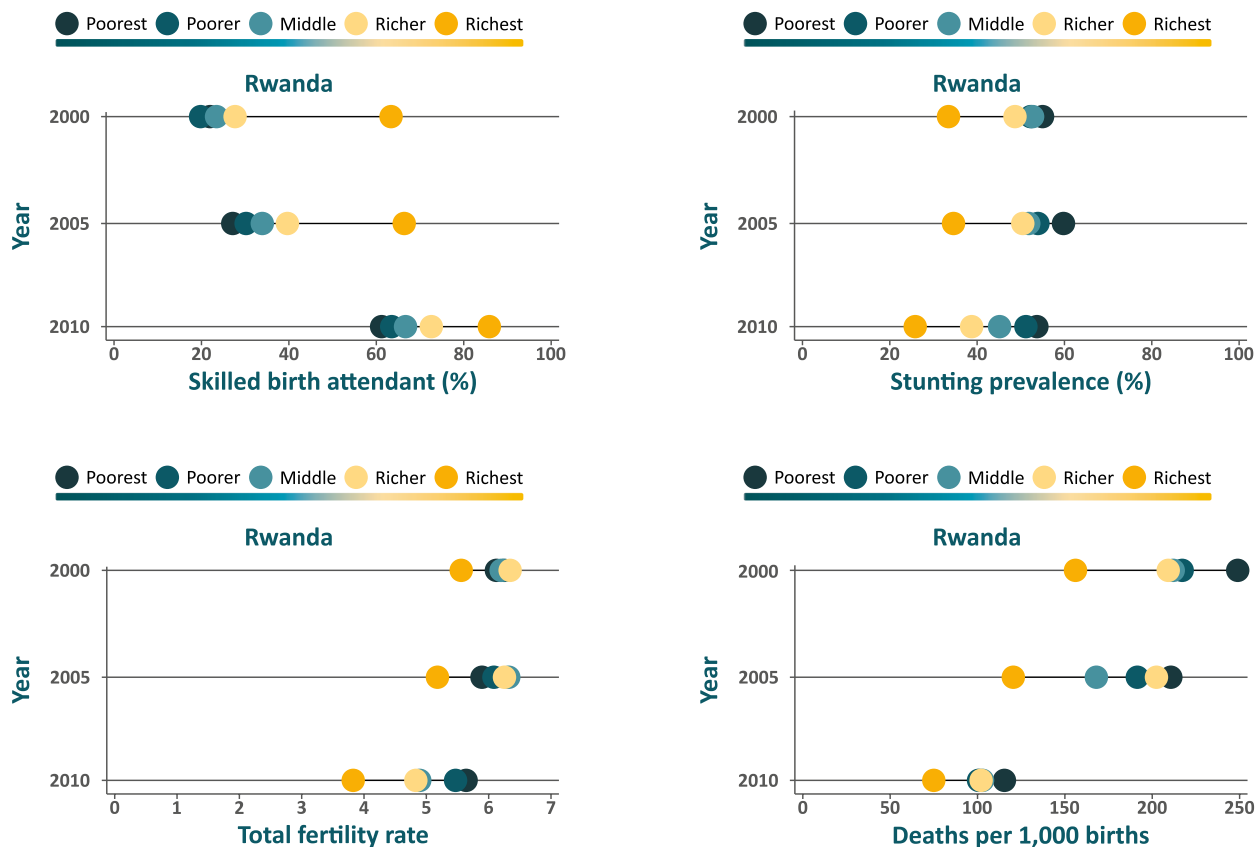 Poorest Poorer Middle Richer Richest
Rwanda
Year
2000
2005
2010
0 20 40 60 80 100
Skilled birth attendant (%)
Poorest Poorer Middle Richer Richest
Rwanda
Year
2000
2005
2010
0 20 40 60 80 100
Stunting prevalence (%)
Poorest Poorer Middle Richer Richest
Rwanda
Year
2000
2005
2010
0 1 2 3 4 5 6 7
Total fertility rate
Poorest Poorer Middle Richer Richest
Rwanda
Year
2000
2005
2010
0 50 100 150 200 250
Deaths per 1,000 births